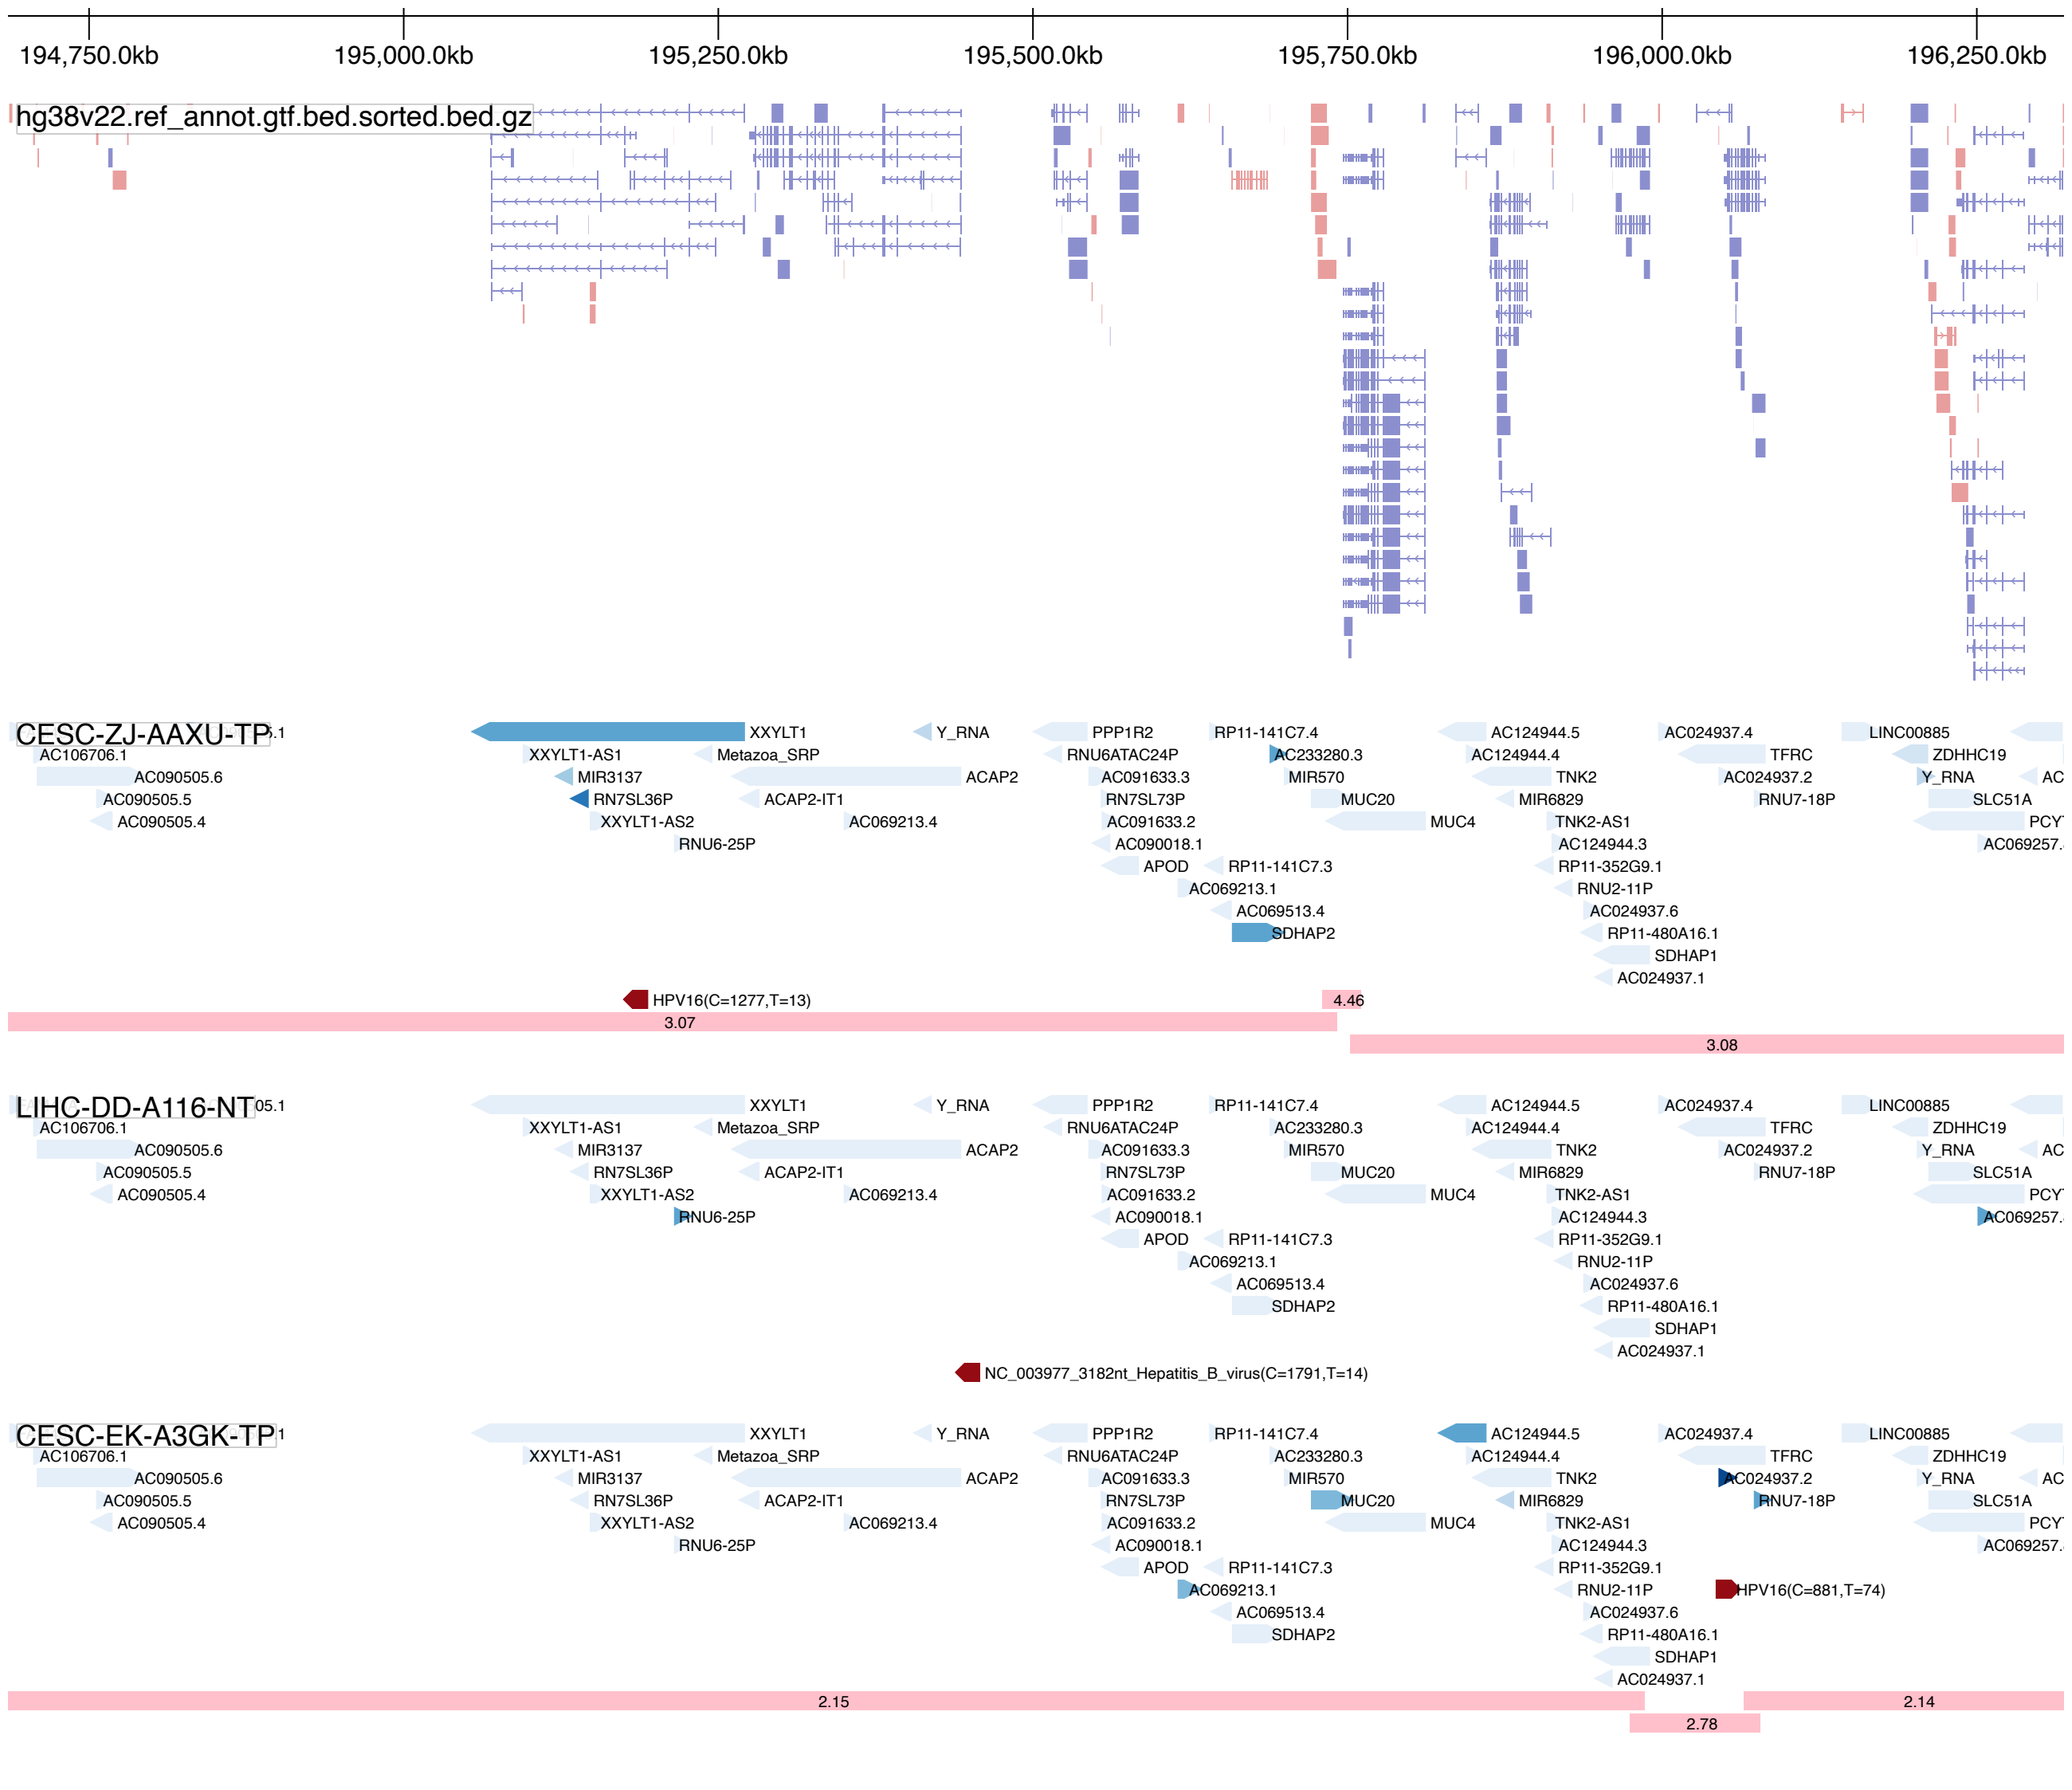 194,750.0kb 195,000.0kb 195,250.0kb 195,500.0kb 195,750.0kb 196,000.0kb 196,250.0kb
hg38v22.ref_annot.gtf.bed.sorted.bed.gz
CESC-ZJ-AAXU-TP 5.1 XXYLT1 Y_RNA PPP1R2 RP11-141C7.4 AC124944.5 AC024937.4 LINC00885
AC106706.1 XXYLT1-AS1 Metazoa_SRP RNU6ATAC24P AC233280.3 AC124944.4 TFRC ZDHHC19
AC090505.6 MIR3137 ACAP2 AC091633.3 MIR570 TNK2 AC024937.2 Y_RNA AC
AC090505.5 RN7SL36P ACAP2-IT1 RN7SL73P MUC20 MIR6829 RNU7-18P SLC51A
AC090505.4 XXYLT1-AS2 AC069213.4 AC091633.2 MUC4 TNK2-AS1 PCY
RNU6-25P AC090018.1 AC124944.3 AC069257.
APOD RP11-141C7.3 RP11-352G9.1
AC069213.1 RNU2-11P
AC069513.4 AC024937.6
SDHAP2 RP11-480A16.1
SDHAP1
AC024937.1
HPV16(C=1277,T=13) 4.46
3.07
3.08
LIHC-DD-A116-NT 05.1 XXYLT1 Y_RNA PPP1R2 RP11-141C7.4 AC124944.5 AC024937.4 LINC00885
AC106706.1 XXYLT1-AS1 Metazoa_SRP RNU6ATAC24P AC233280.3 AC124944.4 TFRC ZDHHC19
AC090505.6 MIR3137 ACAP2 AC091633.3 MIR570 TNK2 AC024937.2 Y_RNA AC
AC090505.5 RN7SL36P ACAP2-IT1 RN7SL73P MUC20 MIR6829 RNU7-18P SLC51A
AC090505.4 XXYLT1-AS2 AC069213.4 AC091633.2 MUC4 TNK2-AS1 PCY
RNU6-25P AC090018.1 AC124944.3 AC069257.
APOD RP11-141C7.3 RP11-352G9.1
AC069213.1 RNU2-11P
AC069513.4 AC024937.6
SDHAP2 RP11-480A16.1
SDHAP1
AC024937.1
NC_003977_3182nt_Hepatitis_B_virus(C=1791,T=14)
CESC-EK-A3GK-TP 1 XXYLT1 Y_RNA PPP1R2 RP11-141C7.4 AC124944.5 AC024937.4 LINC00885
AC106706.1 XXYLT1-AS1 Metazoa_SRP RNU6ATAC24P AC233280.3 AC124944.4 TFRC ZDHHC19
AC090505.6 MIR3137 ACAP2 AC091633.3 MIR570 TNK2 AC024937.2 Y_RNA AC
AC090505.5 RN7SL36P ACAP2-IT1 RN7SL73P MUC20 MIR6829 RNU7-18P SLC51A
AC090505.4 XXYLT1-AS2 AC069213.4 AC091633.2 MUC4 TNK2-AS1 PCY
RNU6-25P AC090018.1 AC124944.3 AC069257.
APOD RP11-141C7.3 RP11-352G9.1
AC069213.1 RNU2-11P HPV16(C=881,T=74)
AC069513.4 AC024937.6
SDHAP2 RP11-480A16.1
SDHAP1
AC024937.1
2.15 2.14
2.78